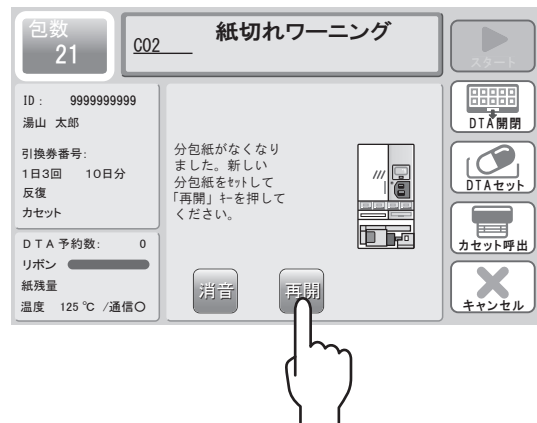 包数
21
CO2
紙切れワーニング
スタート
ID： 9999999999
湯山 太郎
引換券番号：
1日3回 10日分
反復
カセット
DTA予約数： 0
リボン
紙残量
温度 125℃ /通信〇
分包紙がなくなり
ました。新しい
分包紙をｾｯﾄして
「再開」ｷｰを押して
ください。
消音
再開
DTA開閉
DTAセット
カセット呼出
キャンセル